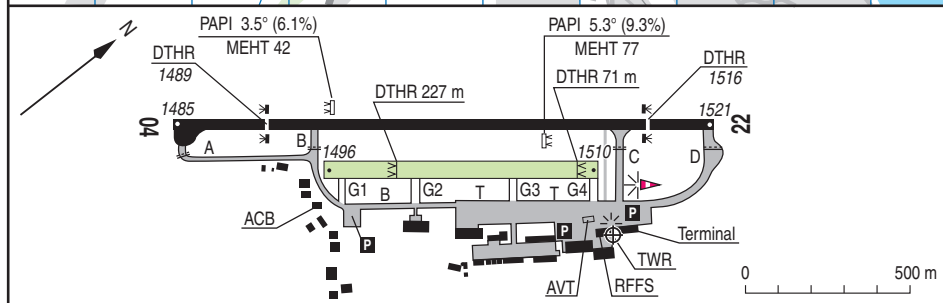 N
PAPI 3.5° (6.1%)
MEHT 42
PAPI 5.3° (9.3%)
MEHT 77
DTHR
1489
DTHR 227 m
DTHR 71 m
DTHR
1516
1485
1521
04
22
A
B
1496
1510
C
D
G1
B
G2
T
G3
T
G4
ACB
P
P
P
Terminal
TWR
AVT
RFFS
0
500 m